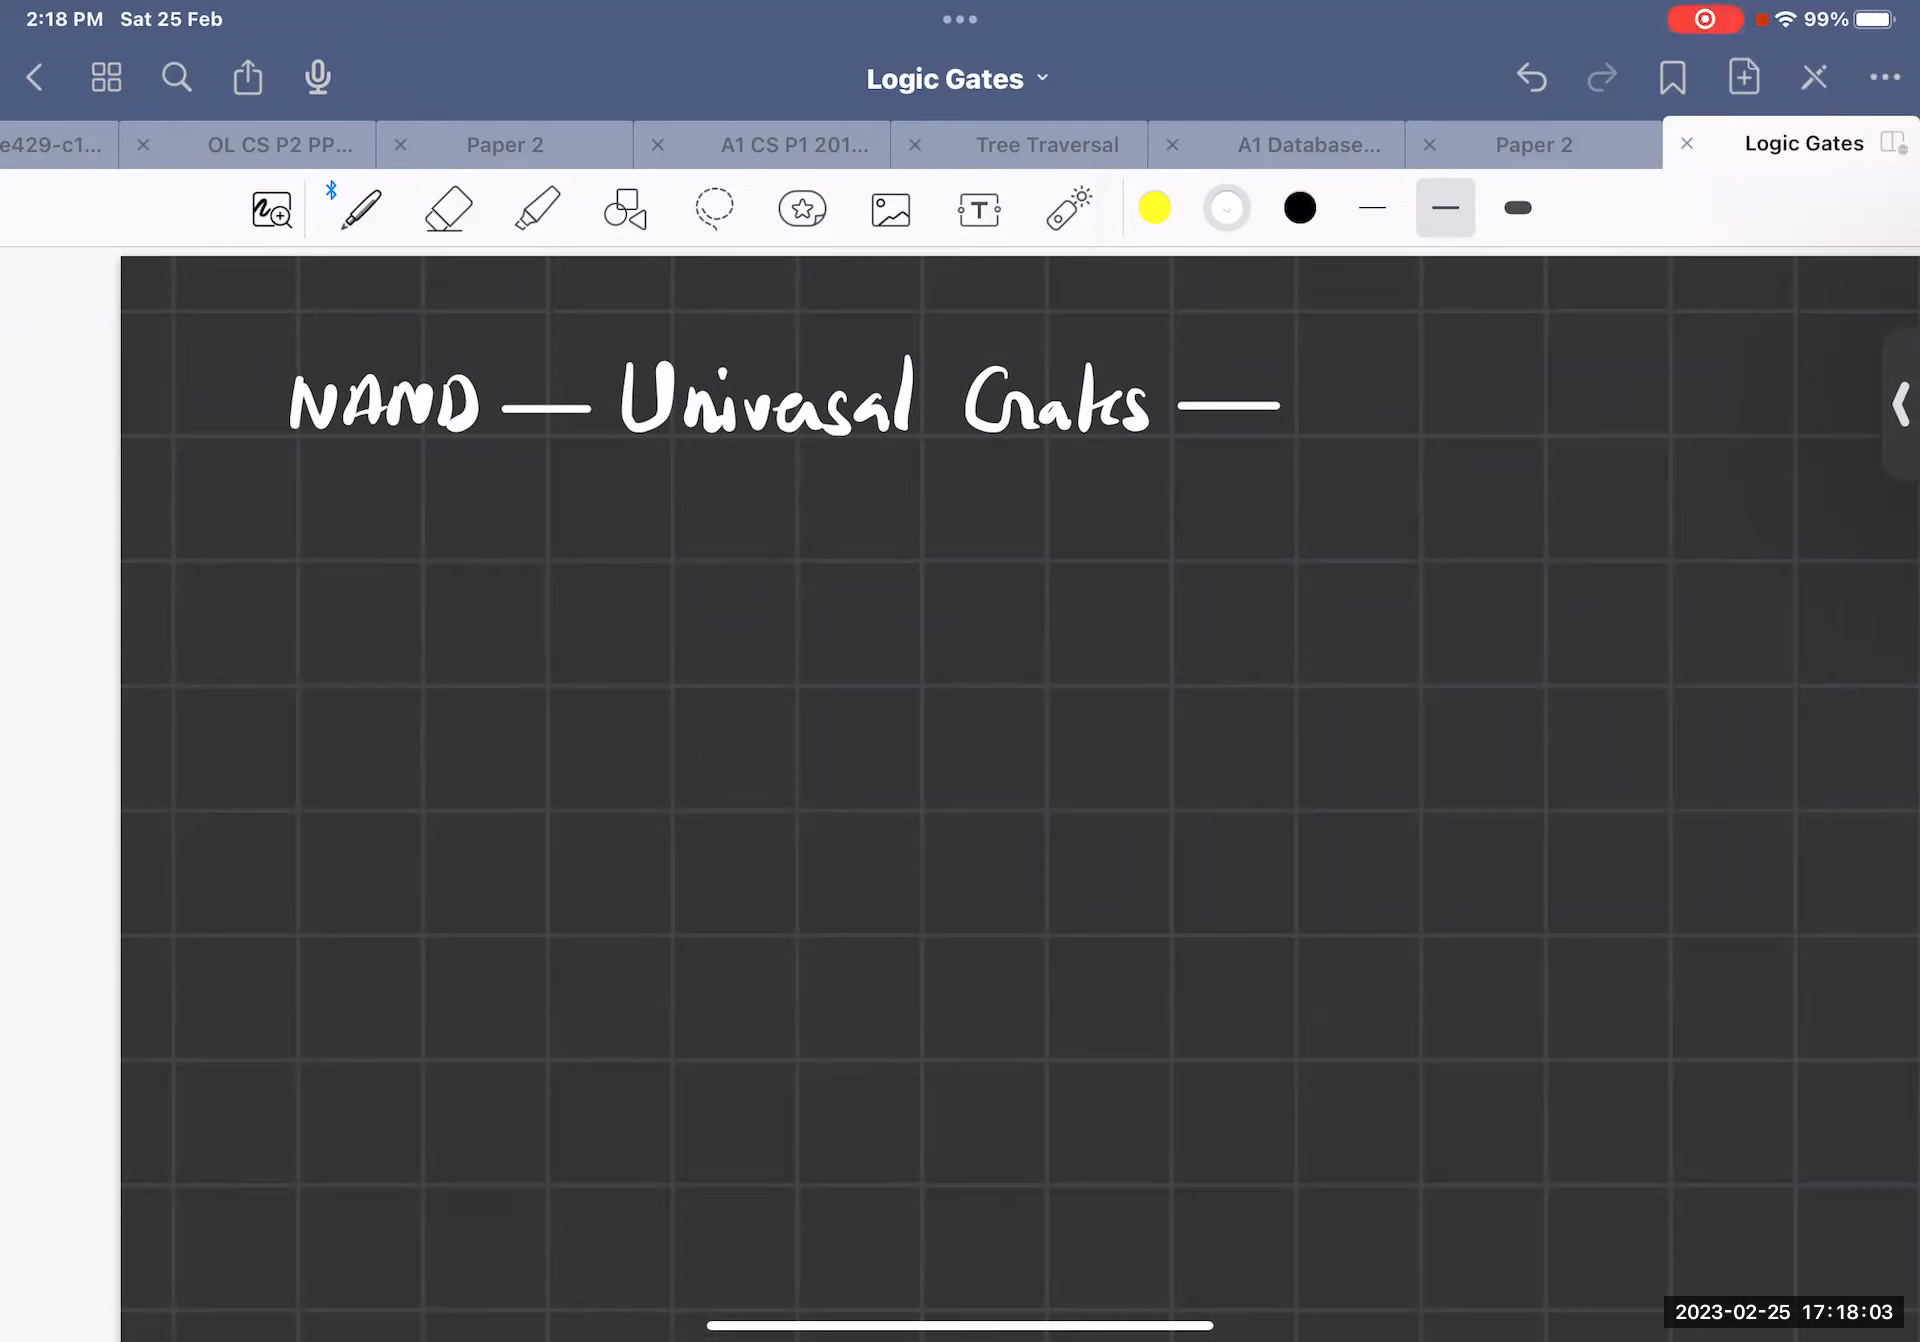 2:18 PM Sat 25 Feb
99%
Logic Gates
e429-c1...
OL CS P2 PP...
Paper 2
A1 CS P1 201...
Tree Traversal
A1 Database...
Paper 2
Logic Gates
T
NAND — Univeasal Gates —
2023-02-25 17:18:03